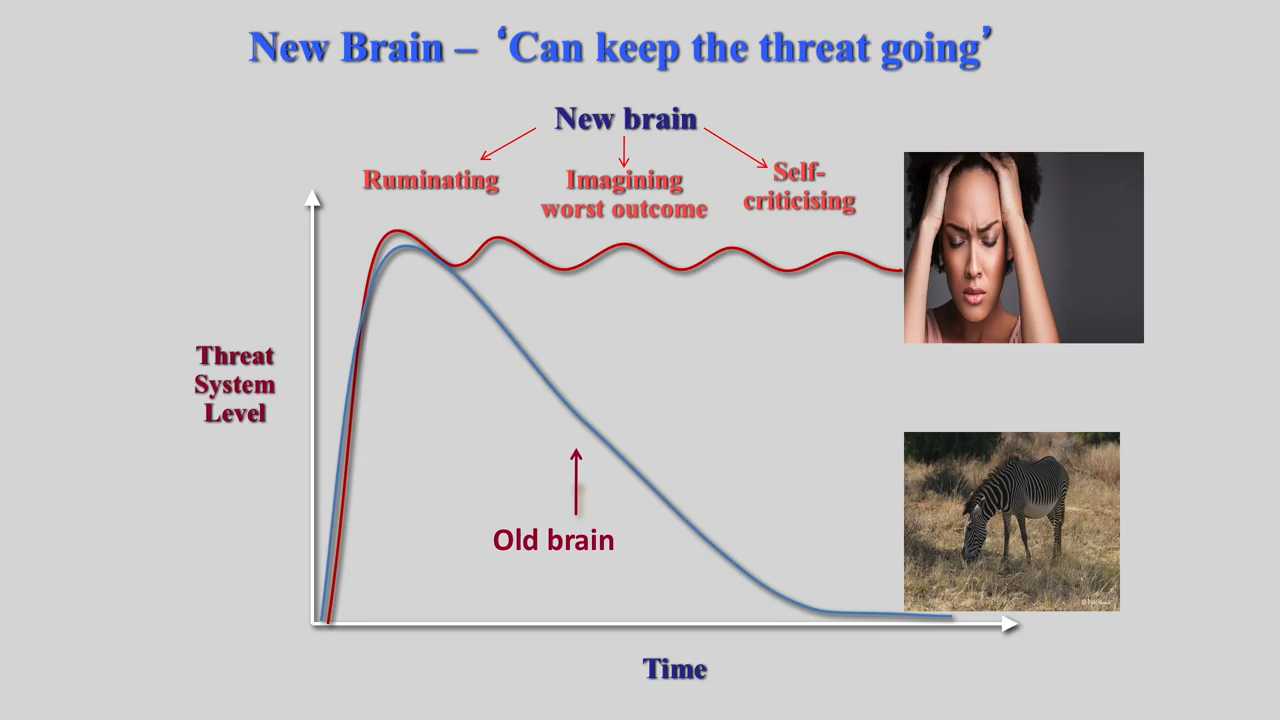 New Brain – ‘Can keep the threat going’
New brain
Ruminating
Imagining
worst outcome
Self-
criticising
Threat
System
Level
Old brain
Time